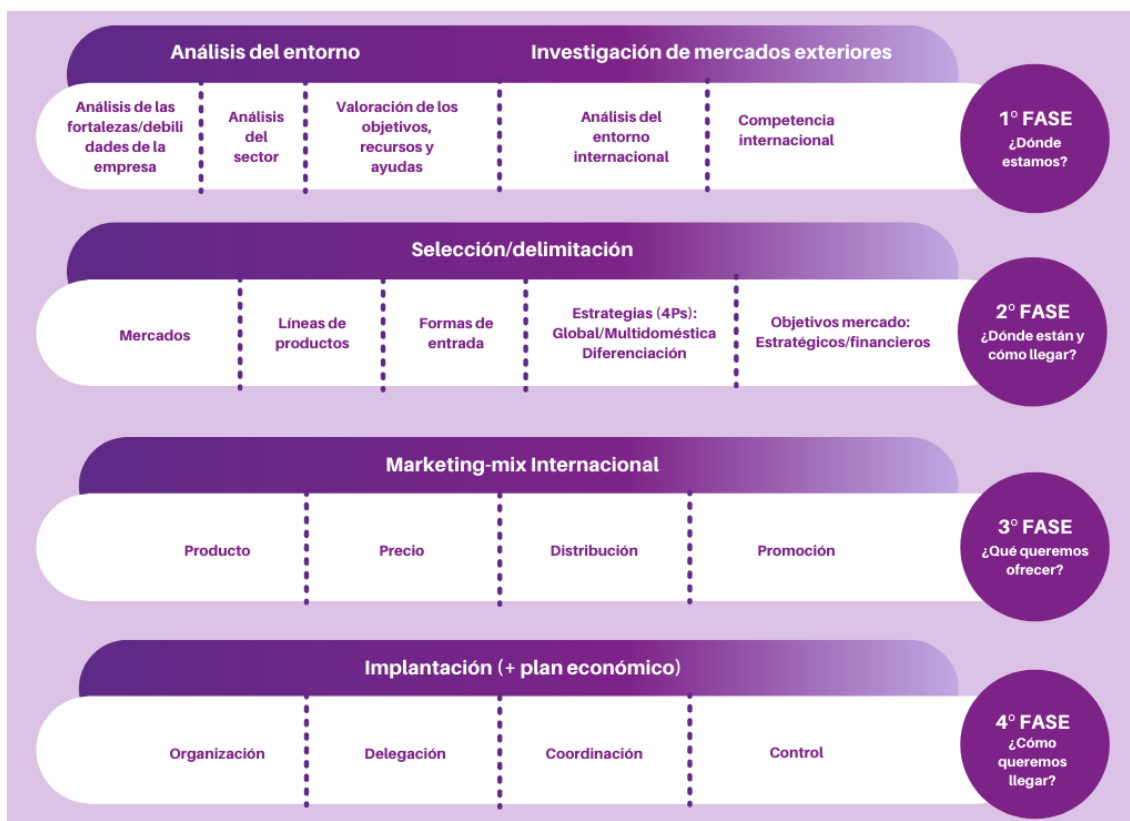 Análisis del entorno
Investigación de mercados exteriores
Análisis de las
fortalezas/debili
dades de la
empresa
Análisis
del
sector
Valoración de los
objetivos,
recursos y
ayudas
Análisis del
entorno
internacional
Competencia
internacional
1º FASE
¿Dónde
estamos?
Selección/delimitación
Mercados
Líneas de
productos
Formas de
entrada
Estrategias (4Ps):
Global/Multidoméstica
Diferenciación
Objetivos mercado:
Estratégicos/financieros
2º FASE
¿Dónde están y
cómo llegar?
Marketing-mix Internacional
Producto
Precio
Distribución
Promoción
3º FASE
¿Qué queremos
ofrecer?
Implantación (+ plan económico)
Organización
Delegación
Coordinación
Control
4º FASE
¿Cómo
queremos
llegar?